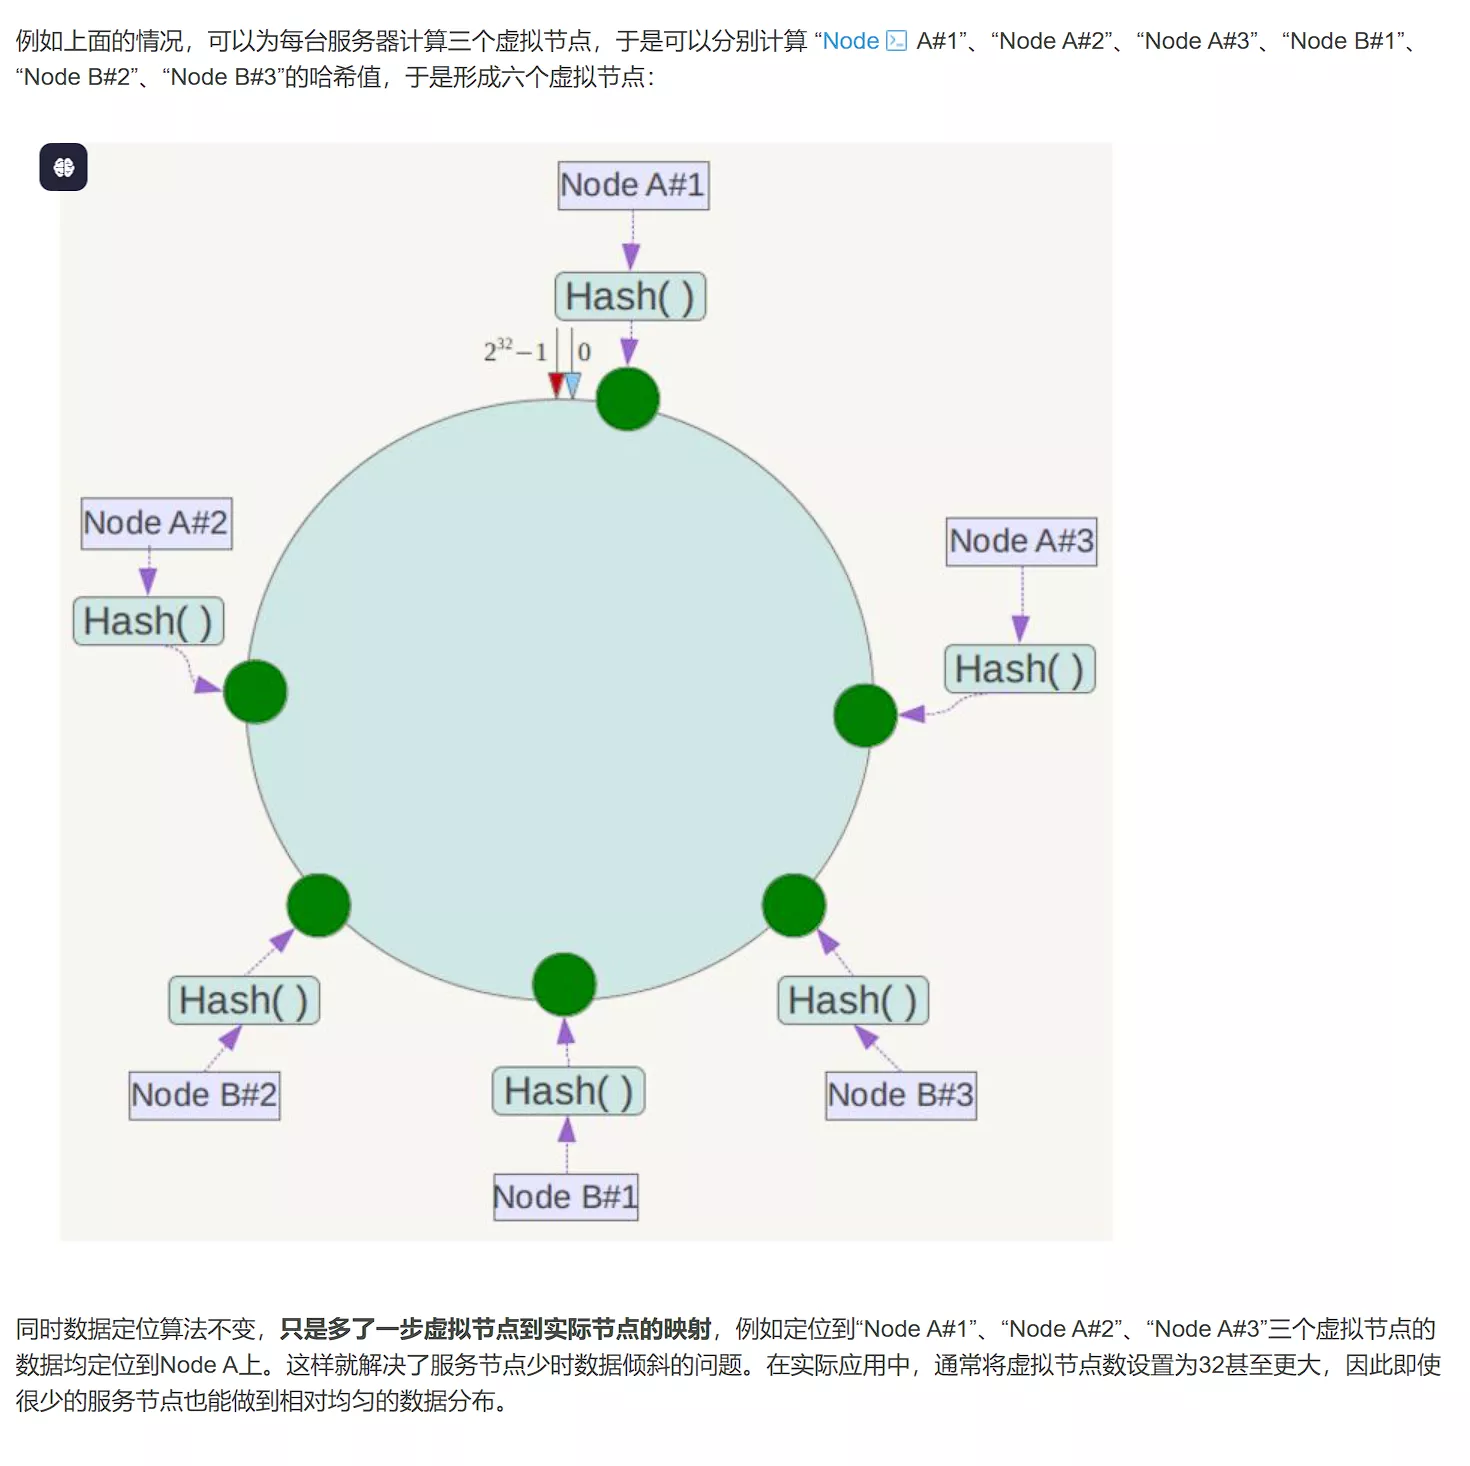 例如上面的情况，可以为每台服务器计算三个虚拟节点，于是可以分别计算 “Node A#1”、“Node A#2”、“Node A#3”、“Node B#1”、
“Node B#2”、“Node B#3”的哈希值，于是形成六个虚拟节点：
Node A#1
Hash( )
2³²−1
0
Node A#2
Hash( )
Node A#3
Hash( )
Hash( )
Node B#2
Hash( )
Node B#1
Hash( )
Node B#3
同时数据定位算法不变，只是多了一步虚拟节点到实际节点的映射，例如定位到“Node A#1”、“Node A#2”、“Node A#3”三个虚拟节点的
数据均定位到Node A上。这样就解决了服务节点少时数据倾斜的问题。在实际应用中，通常将虚拟节点数设置为32甚至更大，因此即使
很少的服务节点也能做到相对均匀的数据分布。